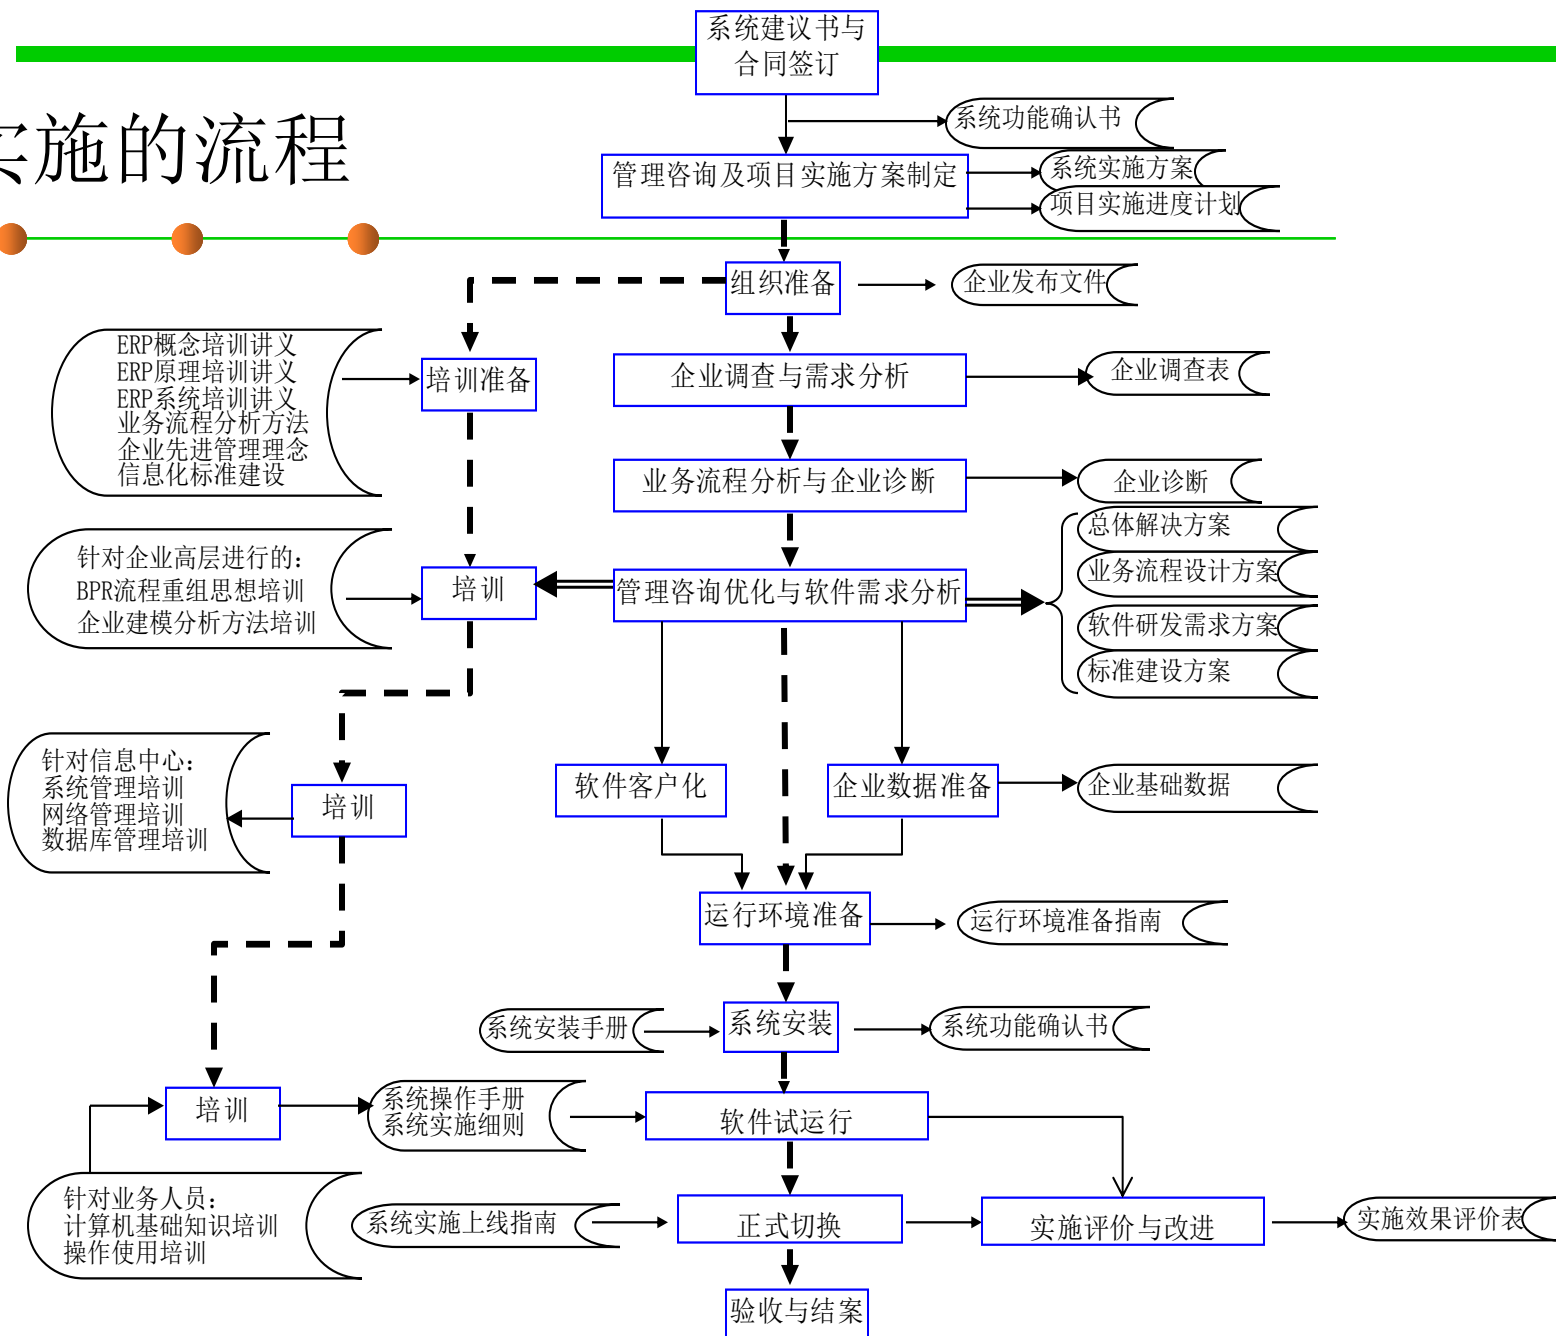 系统建议书与
合同签订
实施的流程
系统功能确认书
管理咨询及项目实施方案制定
系统实施方案
项目实施进度计划
组织准备
企业发布文件
ERP概念培训讲义
ERP原理培训讲义
ERP系统培训讲义
业务流程分析方法
企业先进管理理念
信息化标准建设
培训准备
企业调查与需求分析
企业调查表
业务流程分析与企业诊断
企业诊断
总体解决方案
业务流程设计方案
软件研发需求方案
标准建设方案
针对企业高层进行的：
BPR流程重组思想培训
企业建模分析方法培训
培训
管理咨询优化与软件需求分析
针对信息中心：
系统管理培训
网络管理培训
数据库管理培训
培训
软件客户化
企业数据准备
企业基础数据
运行环境准备
运行环境准备指南
系统安装手册
系统安装
系统功能确认书
培训
系统操作手册
系统实施细则
软件试运行
针对业务人员：
计算机基础知识培训
操作使用培训
系统实施上线指南
正式切换
实施评价与改进
实施效果评价表
验收与结案